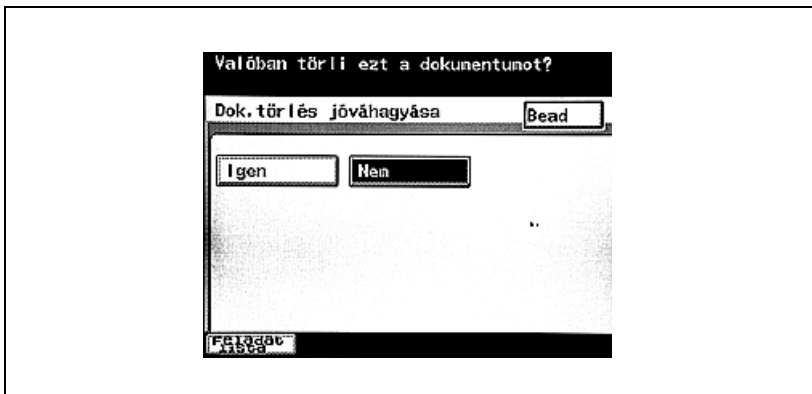 Valóban törli ezt a dokumentumot?
Dok.törlés jóváhagyása
Bead
Igen
Nem
Feladat
lista